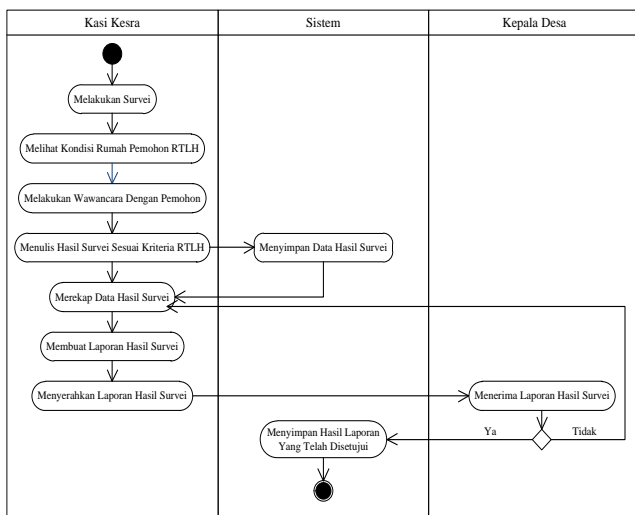 Kasi Kesra
Sistem
Kepala Desa
Melakukan Survei
Melihat Kondisi Rumah Pemohon RTLH
Melakukan Wawancara Dengan Pemohon
Menulis Hasil Survei Sesuai Kriteria RTLH
Menyimpan Data Hasil Survei
Merekap Data Hasil Survei
Membuat Laporan Hasil Survei
Menyerahkan Laporan Hasil Survei
Menerima Laporan Hasil Survei
Ya
Tidak
Menyimpan Hasil Laporan
Yang Telah Disetujui